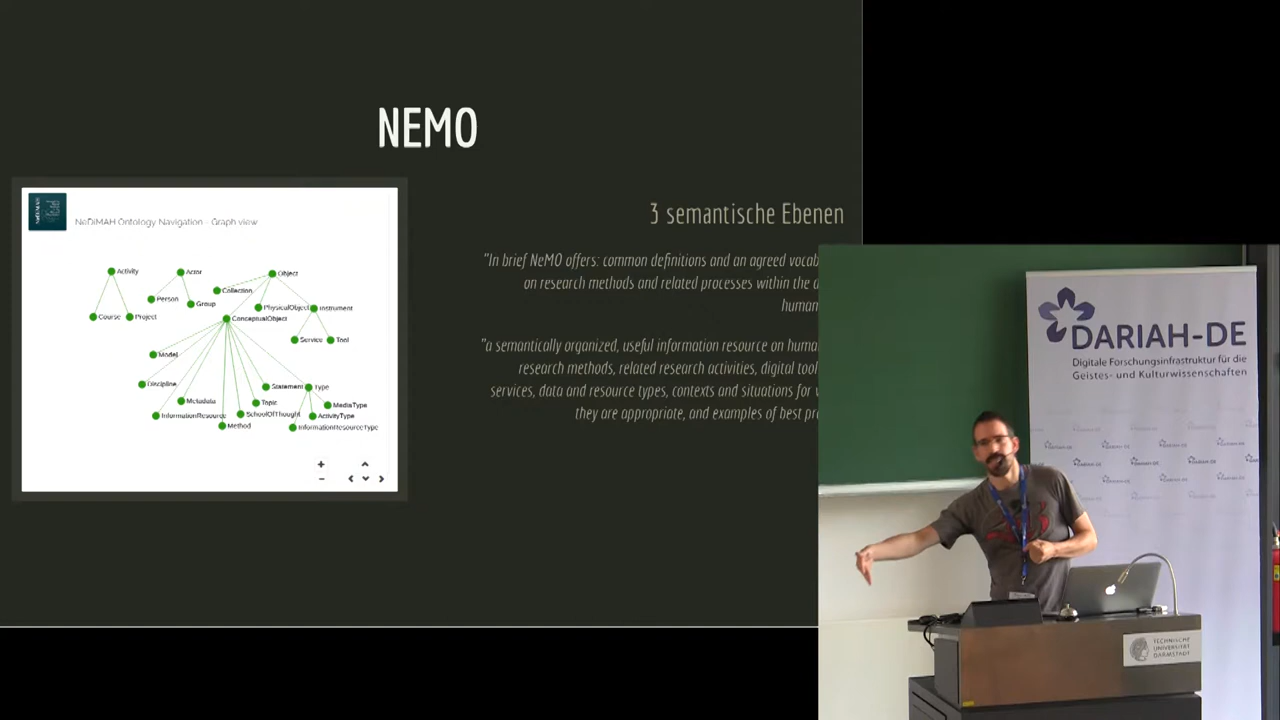 NEMO
NeDiMAH Ontology Navigation - Graph view
Activity
Actor
Object
Collection
Person
Group
PhysicalObject
Instrument
Course
Project
ConceptualObject
Service
Tool
Model
Discipline
Statement
Type
Metadata
Topic
MediaType
InformationResource
SchoolOfThought
ActivityType
Method
InformationResourceType
3 semantische Ebenen
"In brief NeMO offers: common definitions and an agreed vocab
on research methods and related processes within the d
human
"a semantically organized, useful information resource on huma
research methods, related research activities, digital tool
services, data and resource types, contexts and situations for v
they are appropriate, and examples of best pr
DARIAH-DE
Digitale Forschungsinfrastruktur für die
Geistes- und Kulturwissenschaften
TECHNISCHE
UNIVERSITÄT
DARMSTADT